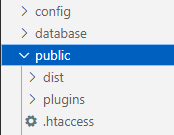 config
database
public
dist
plugins
.htaccess